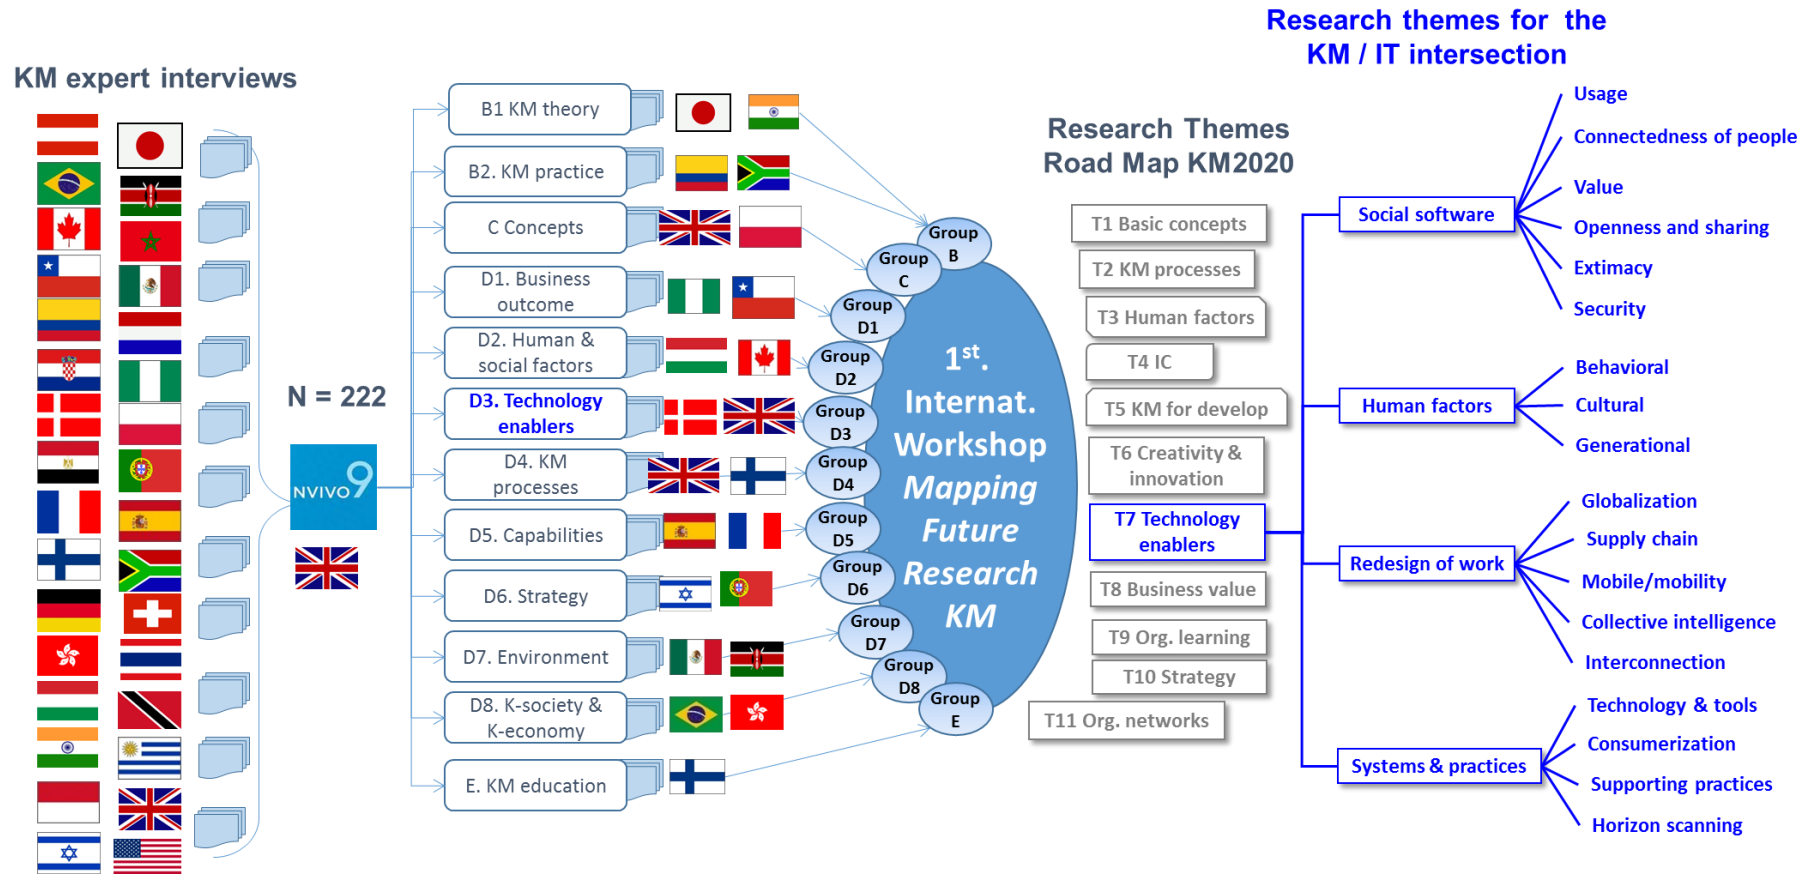 Research themes for the
KM / IT intersection
KM expert interviews
N = 222
NVIVO 9
B1 KM theory
B2. KM practice
C Concepts
D1. Business
outcome
D2. Human &
social factors
D3. Technology
enablers
D4. KM
processes
D5. Capabilities
D6. Strategy
D7. Environment
D8. K-society &
K-economy
E. KM education
Group
B
Group
C
Group
D1
Group
D2
Group
D3
Group
D4
Group
D5
Group
D6
Group
D7
Group
D8
Group
E
1st.
Internat.
Workshop
Mapping
Future
Research
KM
Research Themes
Road Map KM2020
T1 Basic concepts
T2 KM processes
T3 Human factors
T4 IC
T5 KM for develop
T6 Creativity &
innovation
T7 Technology
enablers
T8 Business value
T9 Org. learning
T10 Strategy
T11 Org. networks
Social software
Usage
Connectedness of people
Value
Openness and sharing
Extimacy
Security
Human factors
Behavioral
Cultural
Generational
Redesign of work
Globalization
Supply chain
Mobile/mobility
Collective intelligence
Interconnection
Systems & practices
Technology & tools
Consumerization
Supporting practices
Horizon scanning